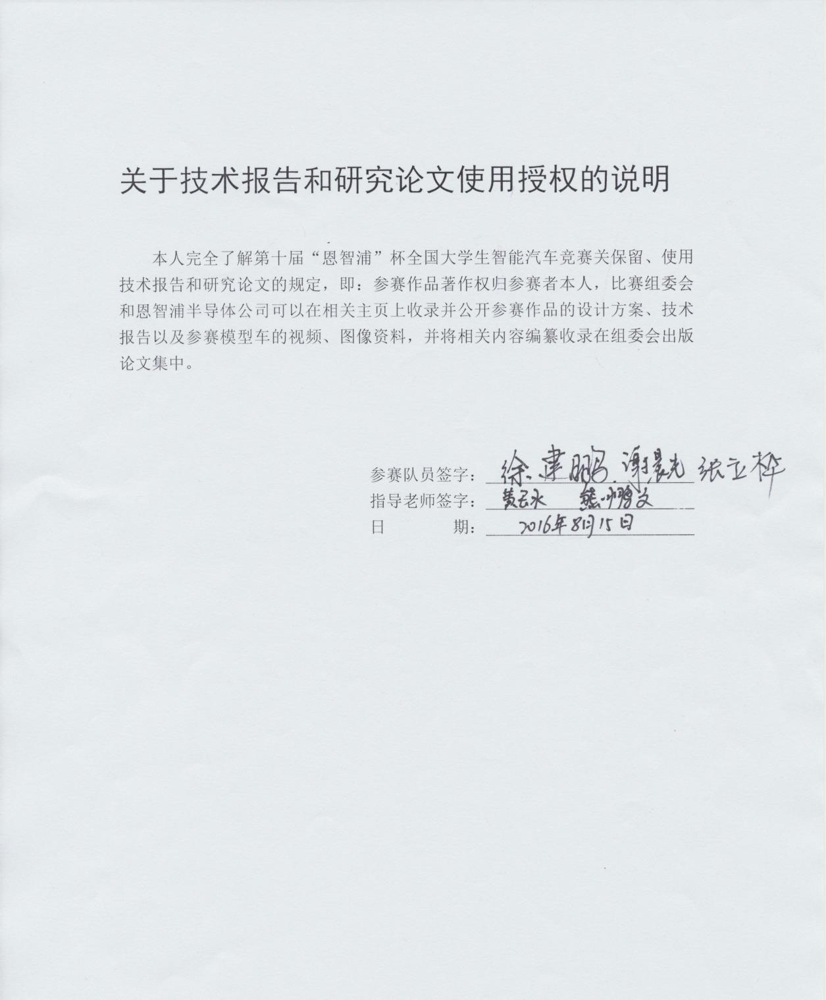 关于技术报告和研究论文使用授权的说明
本人完全了解第十届“恩智浦”杯全国大学生智能汽车竞赛关保留、使用
技术报告和研究论文的规定，即：参赛作品著作权归参赛者本人，比赛组委会
和恩智浦半导体公司可以在相关主页上收录并公开参赛作品的设计方案、技术
报告以及参赛模型车的视频、图像资料，并将相关内容编纂收录在组委会出版
论文集中。
参赛队员签字： 徐建鹏 谢晨光 张立桦
指导老师签字： 黄云水
日 期： 2016年8月15日